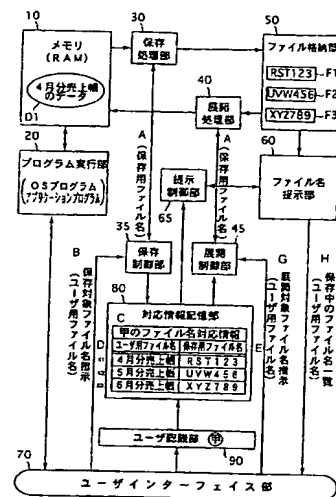 10
メモリ
(RAM)
4月分売上帳
のデータ
D1
20
プログラム実行部
(OSプログラム
アプリケーションプログラム)
30
保存
処理部
40
展開
処理部
50
ファイル格納部
RST123
F1
UVW456
F2
XYZ789
F3
60
ファイル名
提示部
A(保存用ファイル名)
A(保存用ファイル名)
提示
制御部
65
35
保存
制御部
45
展開
制御部
B
保存対象ファイル名指示
(ユーザ用ファイル名)
G
展開対象ファイル名指示
(ユーザ用ファイル名)
H
保存中のファイル名一覧
(ユーザ用ファイル名)
80
対応情報記憶部
C
甲のファイル名対応情報
D
E
ユーザ用ファイル名
保存用ファイル名
4月分売上帳
RST123
5月分売上帳
UVW456
6月分売上帳
XYZ789
ユーザ認識部
甲
90
70
ユーザインターフェイス部